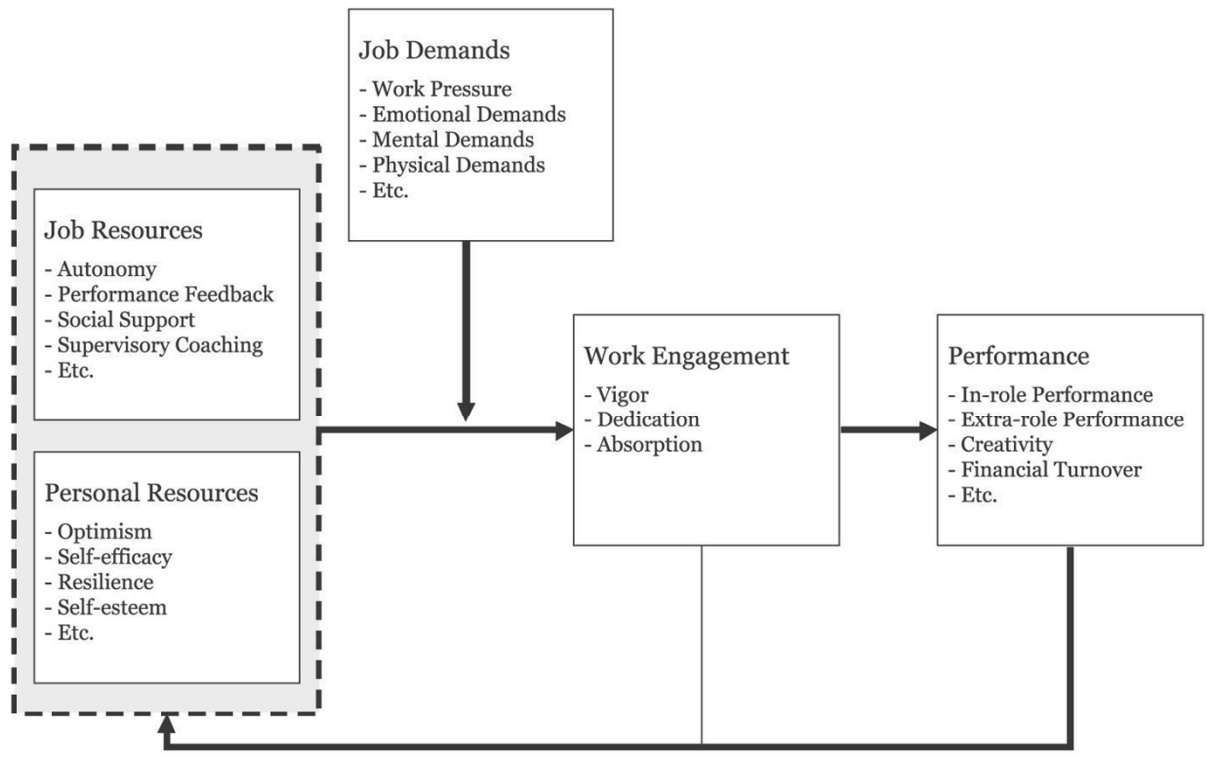 Job Demands
- Work Pressure
- Emotional Demands
- Mental Demands
- Physical Demands
- Etc.
Job Resources
- Autonomy
- Performance Feedback
- Social Support
- Supervisory Coaching
- Etc.
Personal Resources
- Optimism
- Self-efficacy
- Resilience
- Self-esteem
- Etc.
Work Engagement
- Vigor
- Dedication
- Absorption
Performance
- In-role Performance
- Extra-role Performance
- Creativity
- Financial Turnover
- Etc.